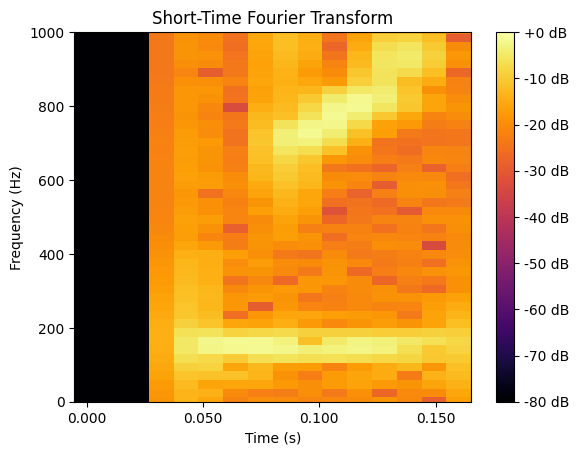 Short-Time Fourier Transform
1000
800
600
400
200
0
Frequency (Hz)
0.000
0.050
0.100
0.150
Time (s)
+0 dB
-10 dB
-20 dB
-30 dB
-40 dB
-50 dB
-60 dB
-70 dB
-80 dB